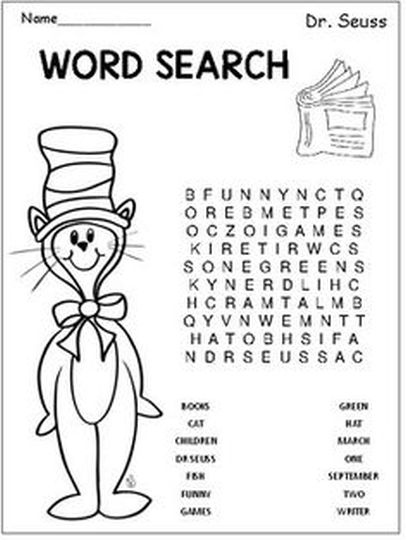 Name____________ Dr. Seuss
WORD SEARCH
B F U N N Y N C T Q
O R E B M E T P E S
O C Z O I G A M E S
K I R E T I R W C S
S O N E G R E E N S
K Y N E R D L I H C
H C R A M T A L M B
Q Y V N W E M N T T
H A T O B H S I F A
N D R S E U S S A C
BOOKS GREEN
CAT HAT
CHILDREN MARCH
DR SEUSS ONE
FISH SEPTEMBER
FUNNY TWO
GAMES WRITER